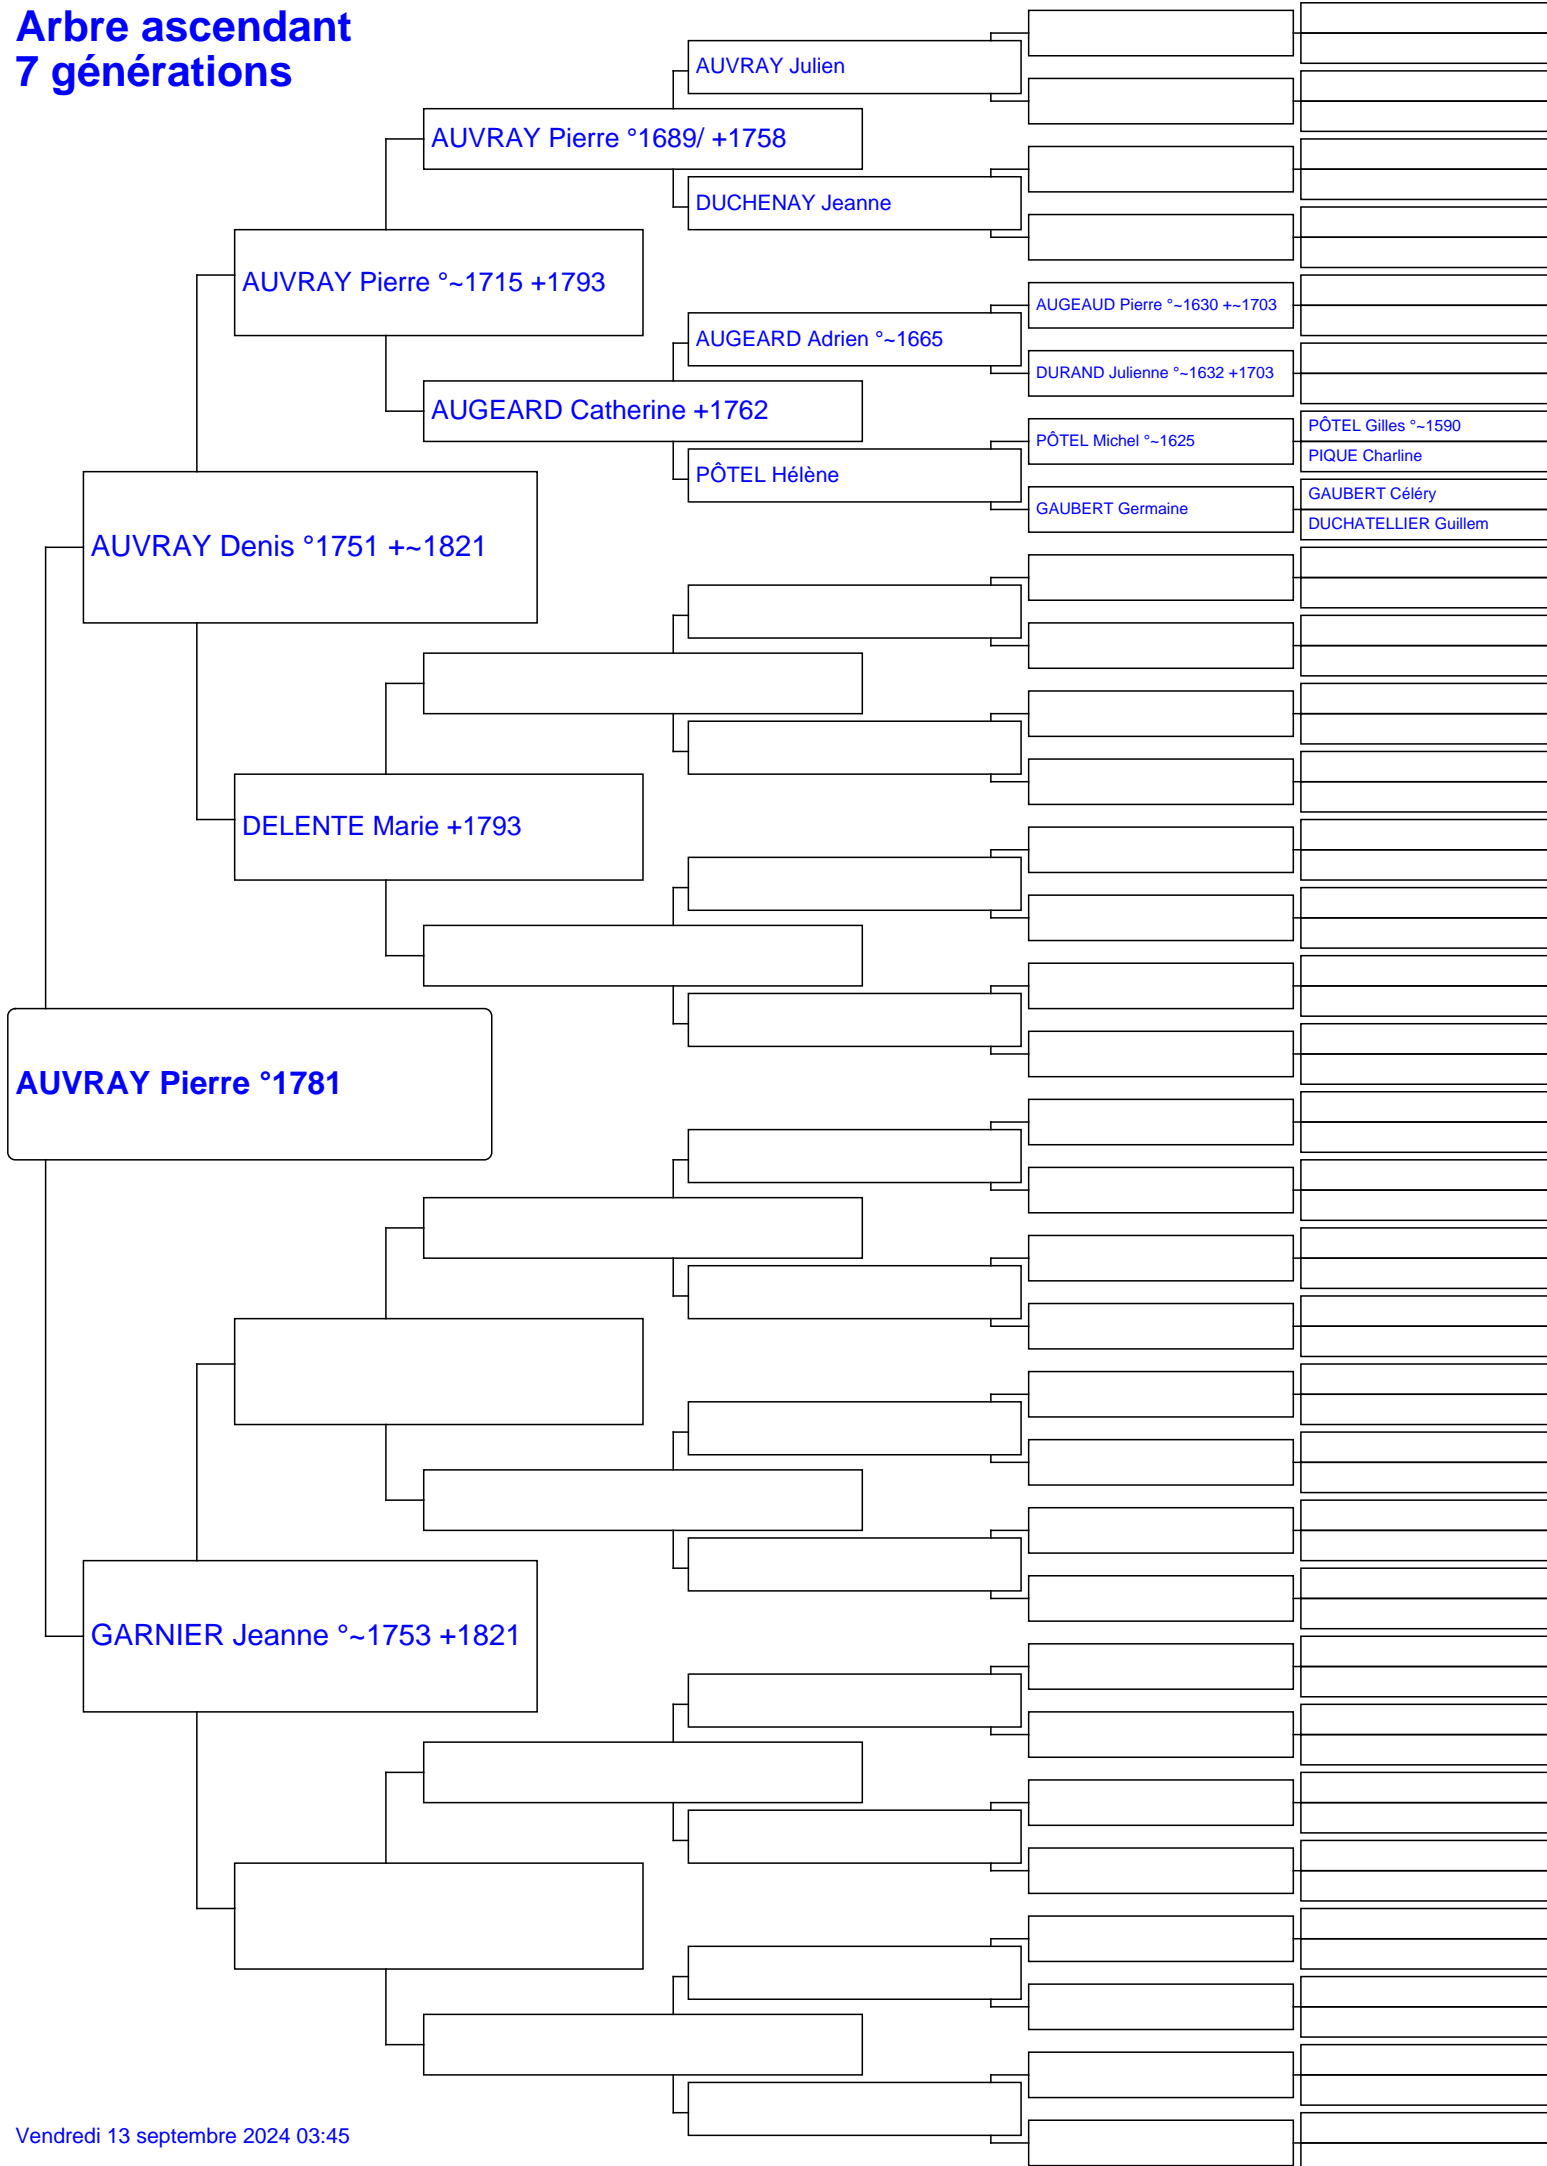 Arbre ascendant
7 générations
AUVRAY Julien
AUVRAY Pierre °1689/ +1758
DUCHENAY Jeanne
AUVRAY Pierre °~1715 +1793
AUGEAUD Pierre °~1630 +~1703
AUGEARD Adrien °~1665
DURAND Julienne °~1632 +1703
AUGEARD Catherine +1762
PÔTEL Gilles °~1590
PÔTEL Michel °~1625
PIQUE Charline
PÔTEL Hélène
GAUBERT Céléry
GAUBERT Germaine
DUCHATELLIER Guillem
AUVRAY Denis °1751 +~1821
DELENTE Marie +1793
AUVRAY Pierre °1781
GARNIER Jeanne °~1753 +1821
Vendredi 13 septembre 2024 03:45